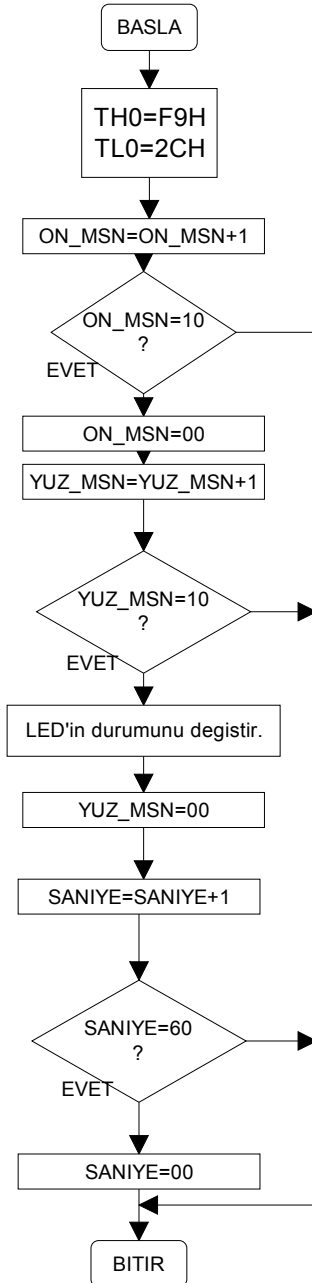 BASLA
TH0=F9H
TL0=2CH
ON_MSN=ON_MSN+1
ON_MSN=10
?
EVET
ON_MSN=00
YUZ_MSN=YUZ_MSN+1
YUZ_MSN=10
?
EVET
LED'in durumunu degistir.
YUZ_MSN=00
SANIYE=SANIYE+1
SANIYE=60
?
EVET
SANIYE=00
BITIR